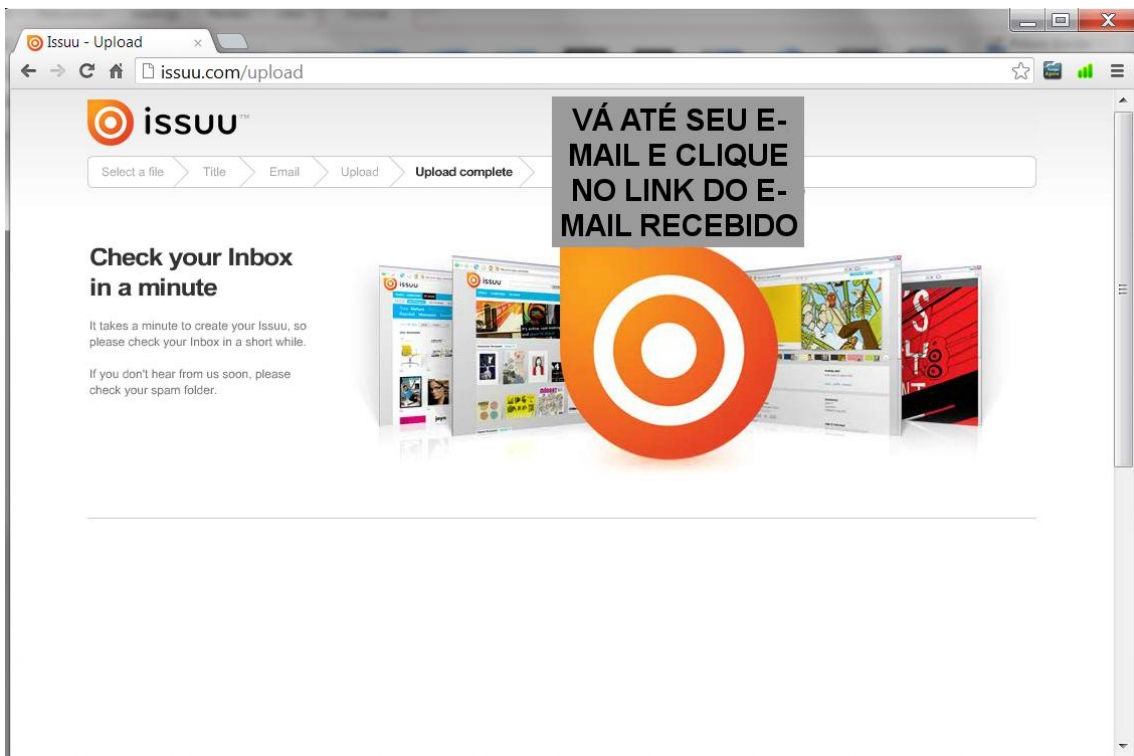 Issuu - Upload
issuu.com/upload
issuu™
Select a file Title Email Upload Upload complete
VÁ ATÉ SEU E-
MAIL E CLIQUE
NO LINK DO E-
MAIL RECEBIDO
Check your Inbox
in a minute
It takes a minute to create your Issuu, so
please check your Inbox in a short while.
If you don't hear from us soon, please
check your spam folder.
issuu
issuu